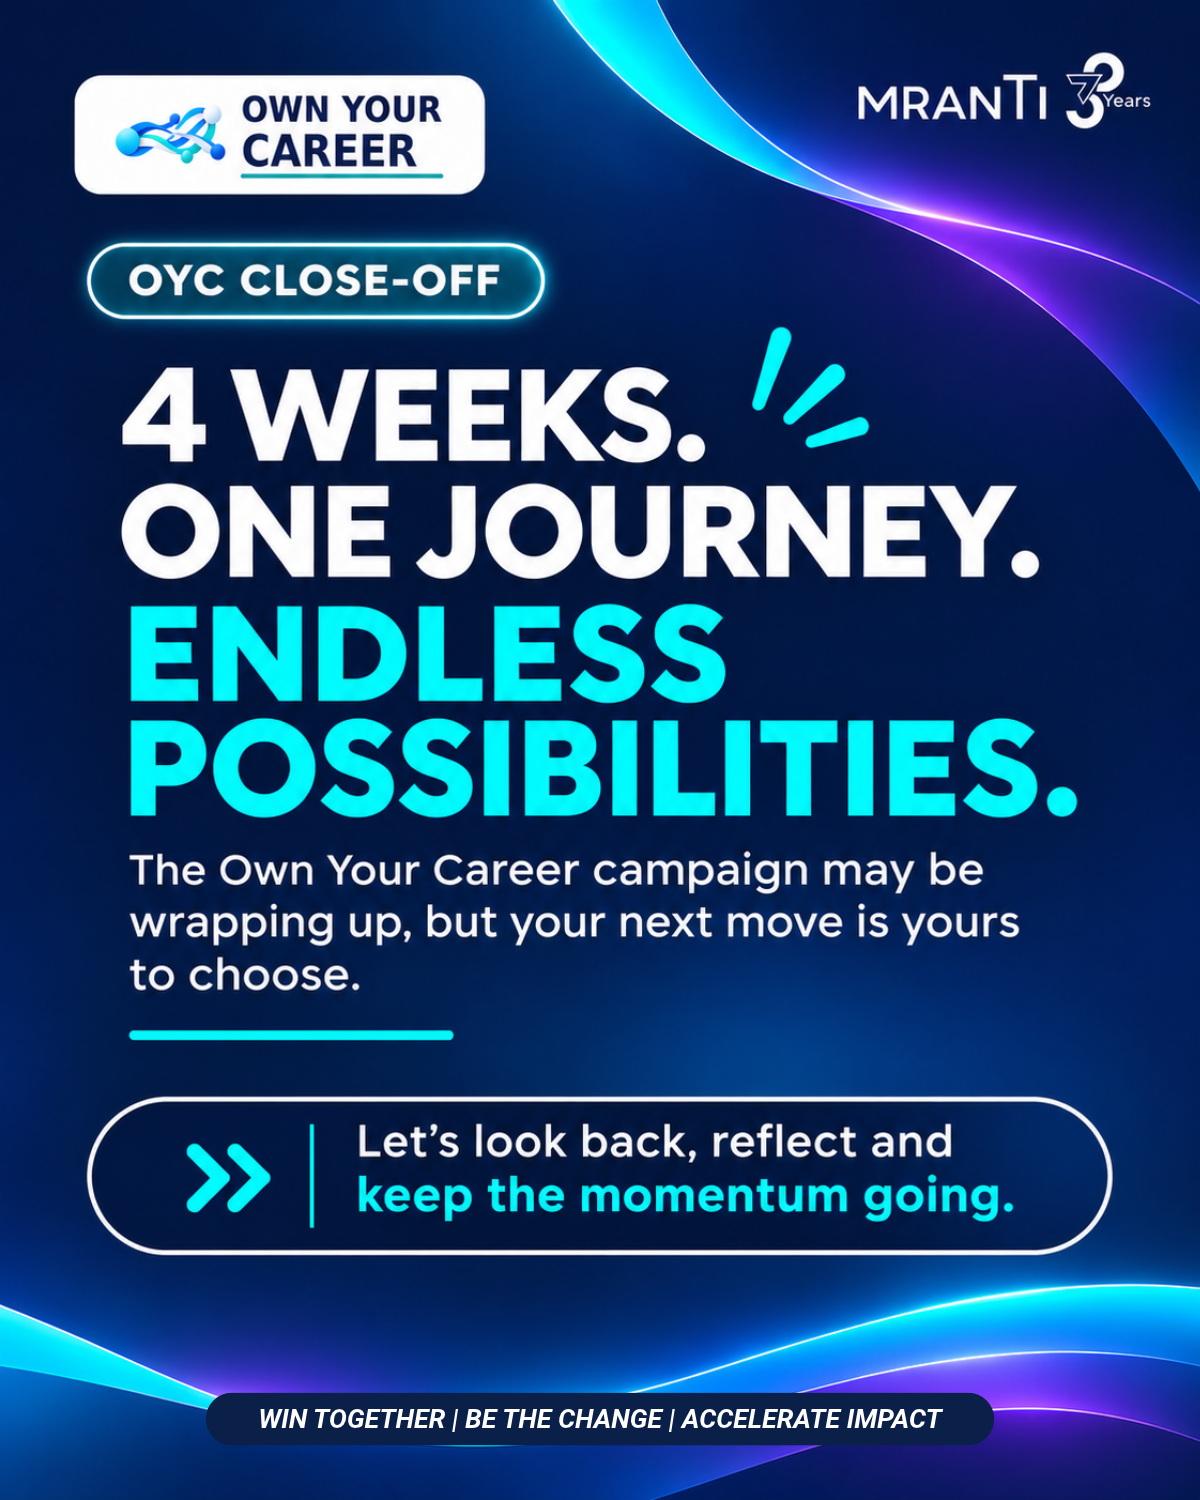 OWN YOUR
CAREER
MRANTI
Years
OYC CLOSE-OFF
4 WEEKS.
ONE JOURNEY.
ENDLESS
POSSIBILITIES.
The Own Your Career campaign may be
wrapping up, but your next move is yours
to choose.
Let’s look back, reflect and
keep the momentum going.
WIN TOGETHER | BE THE CHANGE | ACCELERATE IMPACT